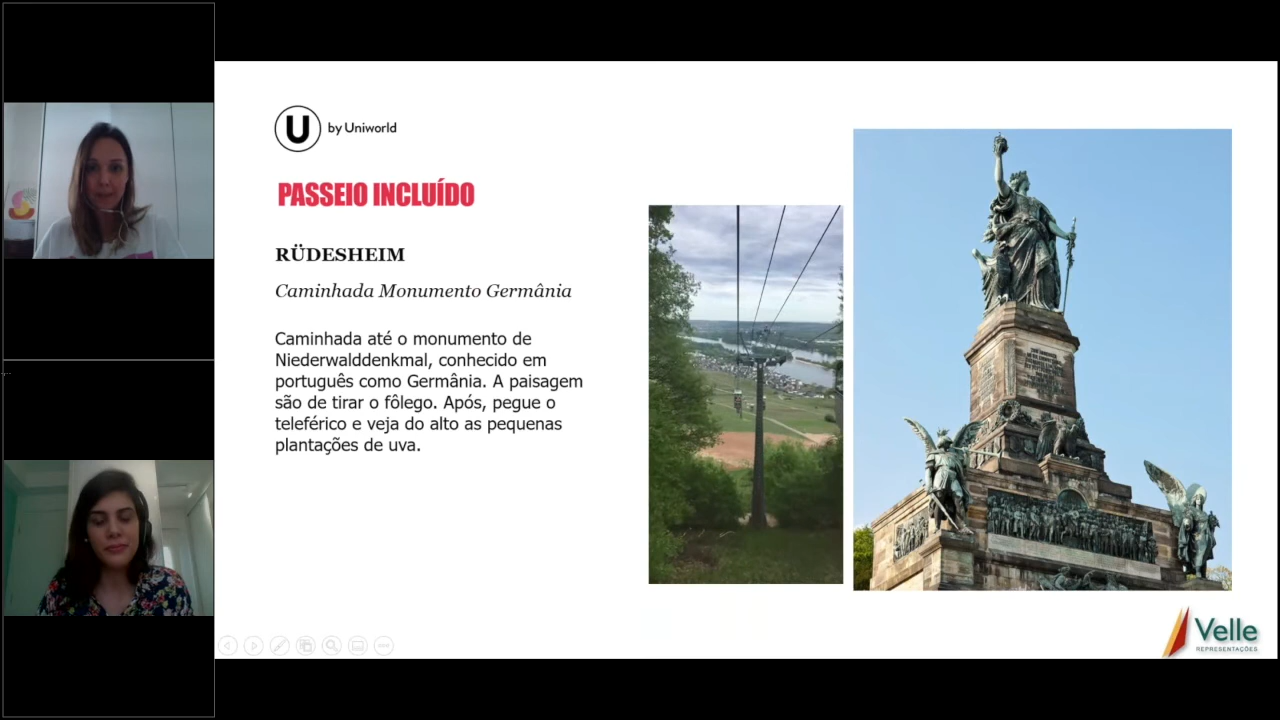 U by Uniworld
PASSEIO INCLUÍDO
RÜDESHEIM
Caminhada Monumento Germânia
Caminhada até o monumento de
Niederwalddenkmal, conhecido em
português como Germânia. A paisagem
são de tirar o fôlego. Após, pegue o
teleférico e veja do alto as pequenas
plantações de uva.
Velle
REPRESENTAÇÕES